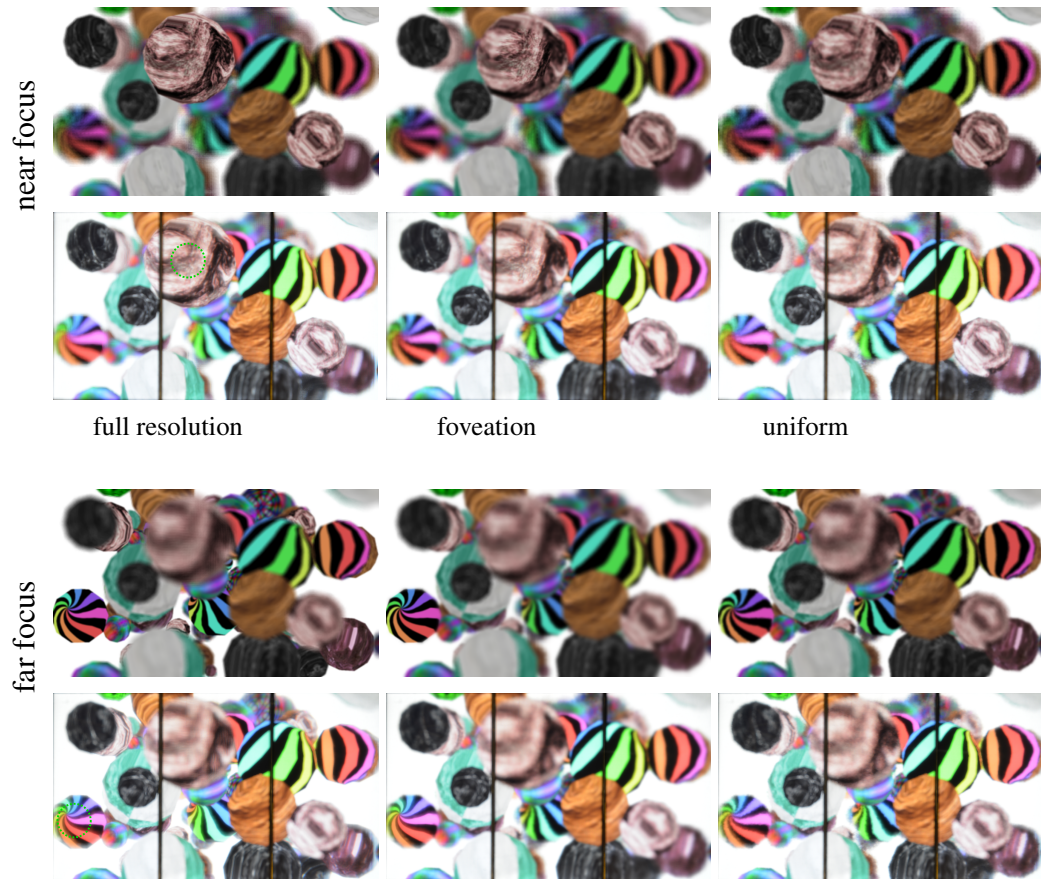 near focus
full resolution
foveation
uniform
far focus